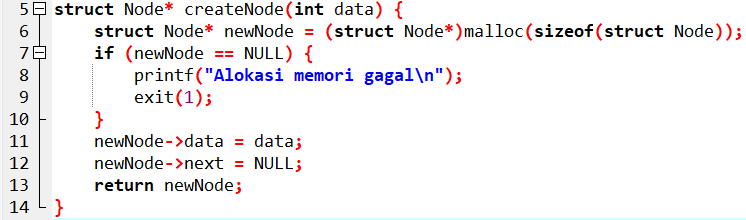 5 struct Node* createNode(int data) {
6     struct Node* newNode = (struct Node*)malloc(sizeof(struct Node));
7     if (newNode == NULL) {
8         printf("Alokasi memori gagal\n");
9         exit(1);
10     }
11     newNode->data = data;
12     newNode->next = NULL;
13     return newNode;
14 }